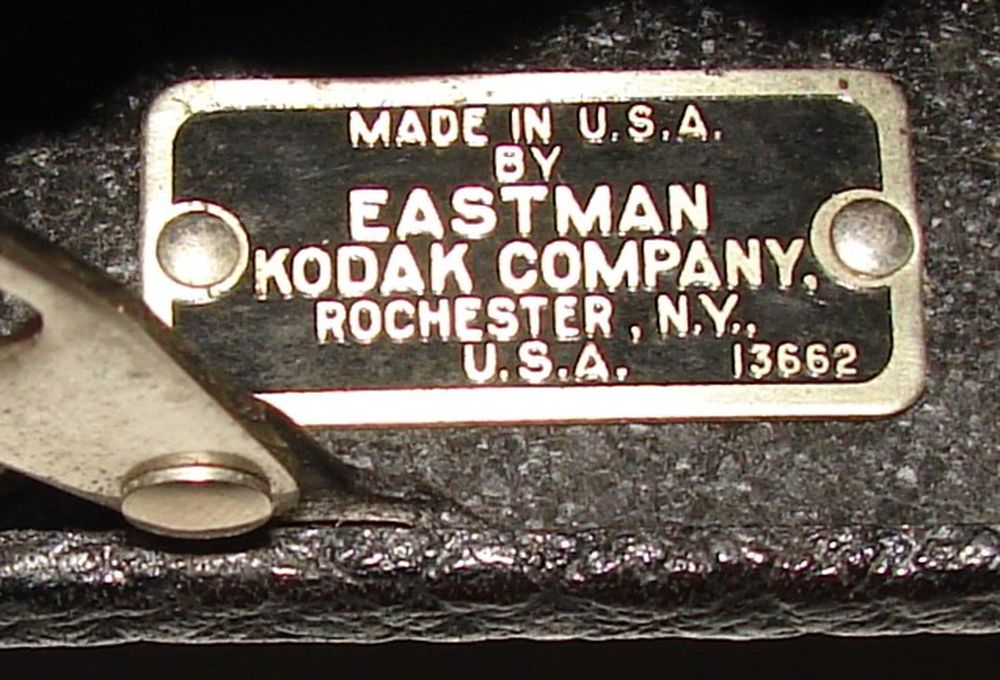 MADE IN U.S.A.
BY
EASTMAN
KODAK COMPANY,
ROCHESTER, N.Y.,
U.S.A. 13662